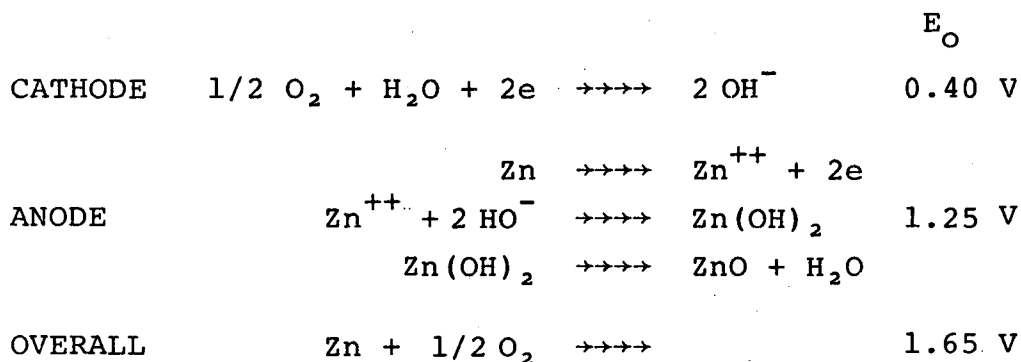 E₀
CATHODE 1/2 O₂ + H₂O + 2e →→→→ 2 OH⁻ 0.40 V
Zn →→→→ Zn⁺⁺ + 2e
ANODE Zn⁺⁺ + 2 HO⁻ →→→→ Zn(OH)₂ 1.25 V
Zn(OH)₂ →→→→ ZnO + H₂O
OVERALL Zn + 1/2 O₂ →→→→ 1.65 V